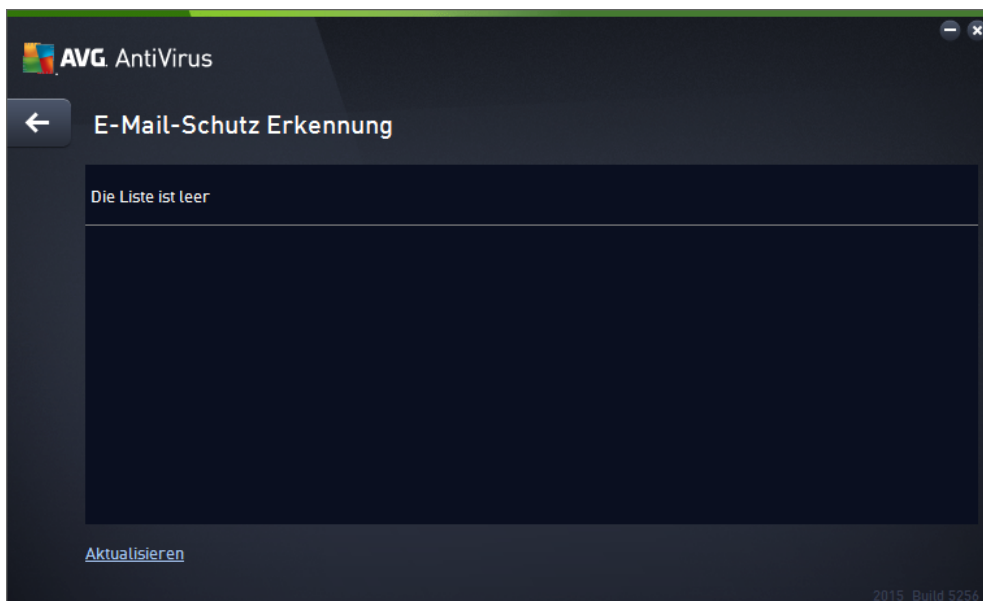 AVG. AntiVirus
E-Mail-Schutz Erkennung
Die Liste ist leer
Aktualisieren
2015 Build 5256